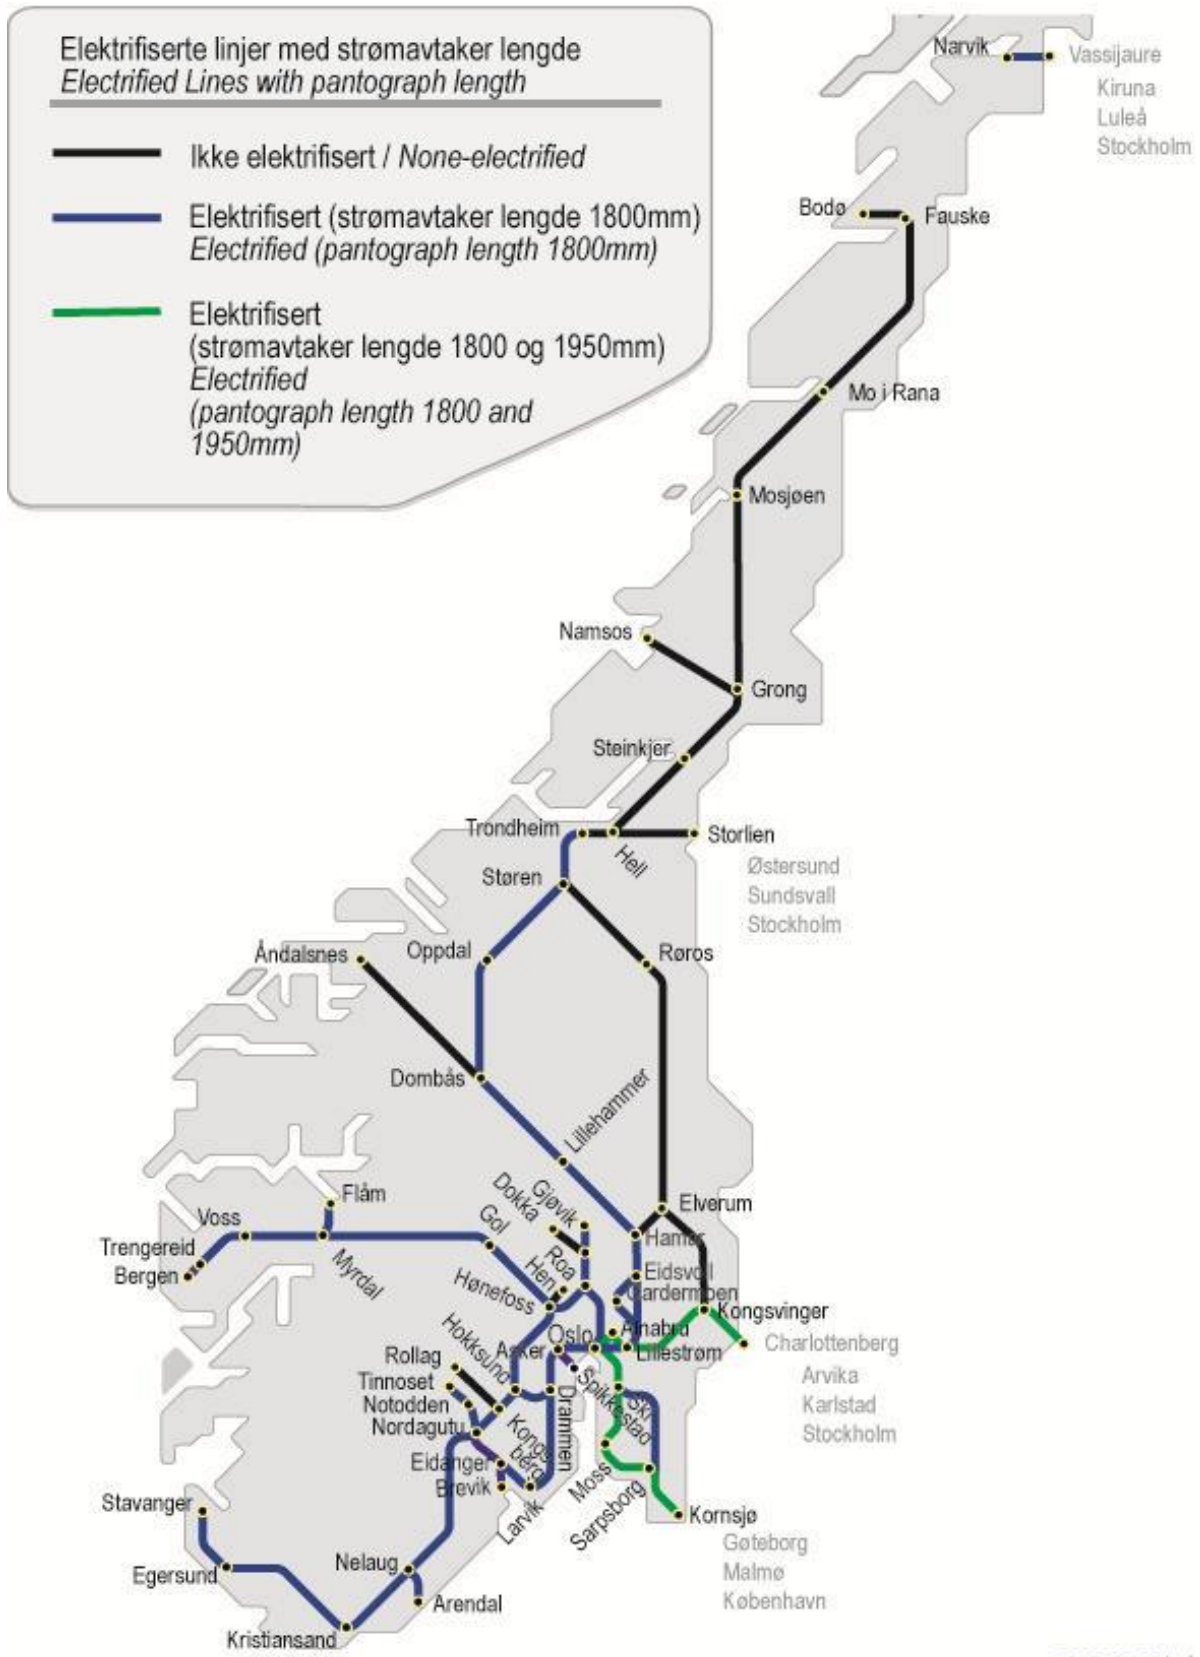 Elektrifiserte linjer med strømavtaker lengde
Electrified Lines with pantograph length
Ikke elektrifisert / None-electrified
Elektrifisert (strømavtaker lengde 1800mm)
Electrified (pantograph length 1800mm)
Elektrifisert
(strømavtaker lengde 1800 og 1950mm)
Electrified
(pantograph length 1800 and
1950mm)
Narvik
Vassijaure
Kiruna
Luleå
Stockholm
Bodø
Fauske
Mo i Rana
Mosjøen
Namsos
Grong
Steinkjer
Trondheim
Hell
Storlien
Østersund
Sundsvall
Stockholm
Støren
Åndalsnes
Oppdal
Røros
Dombås
Lillehammer
Flåm
Voss
Trengereid
Bergen
Myrdal
Gol
Dokka
Gjøvik
Elverum
Hamar
Roa
Hen
Eidsvoll
Gardermoen
Hønefoss
Kongsvinger
Alnabru
Oslo
Lillestrøm
Charlottenberg
Arvika
Karlstad
Stockholm
Asker
Hokksund
Spikkestad
Rollag
Tinnoset
Notodden
Nordagutu
Kongs
berg
Drammen
Ski
Eidanger
Brevik
Larvik
Moss
Sarpsborg
Kornsjø
Gøteborg
Malmø
København
Stavanger
Egersund
Nelaug
Arendal
Kristiansand